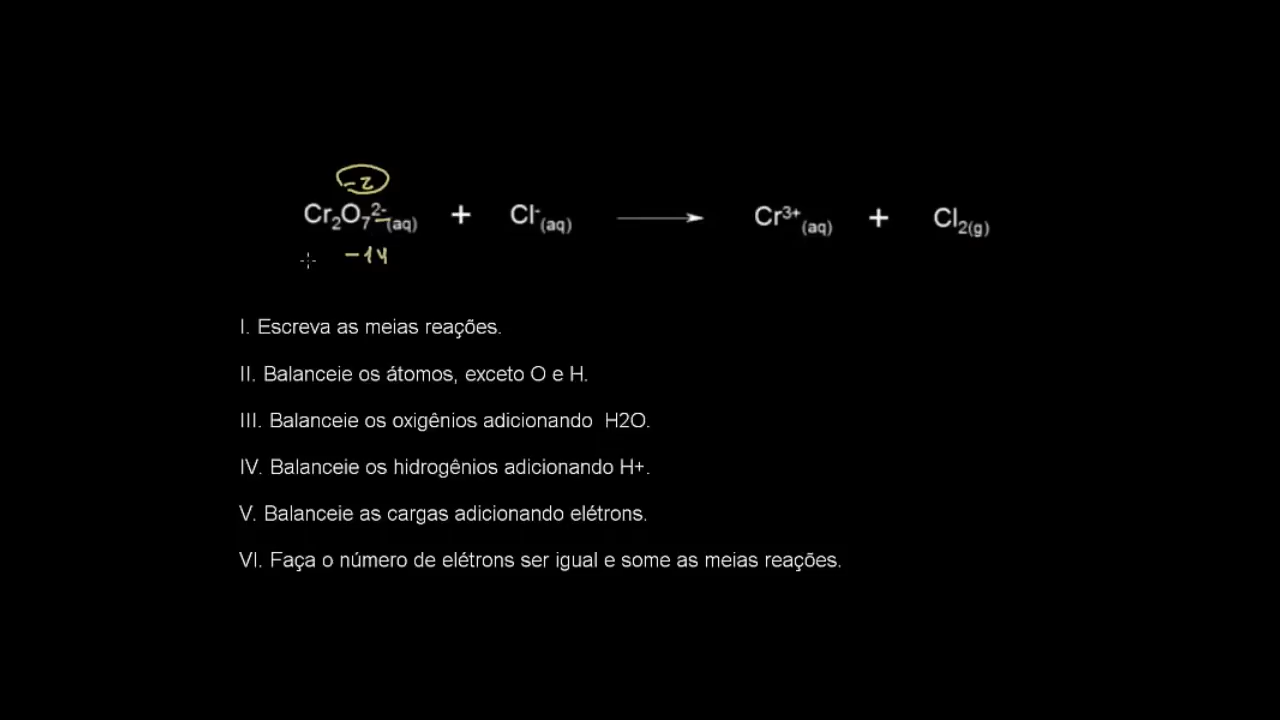 -2
Cr₂O₇²⁻(aq) + Cl⁻(aq) → Cr³⁺(aq) + Cl₂(g)
-14
I. Escreva as meias reações.
II. Balanceie os átomos, exceto O e H.
III. Balanceie os oxigênios adicionando H2O.
IV. Balanceie os hidrogênios adicionando H+.
V. Balanceie as cargas adicionando elétrons.
VI. Faça o número de elétrons ser igual e some as meias reações.